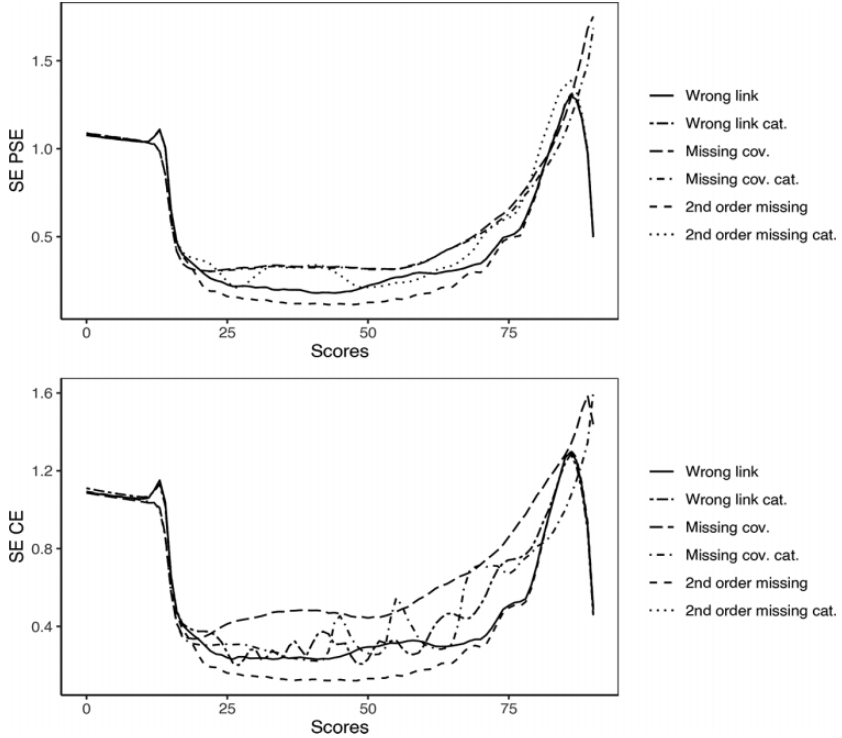 SE PSE
1.5
1.0
0.5
0
25
50
75
Scores
Wrong link
Wrong link cat.
Missing cov.
Missing cov. cat.
2nd order missing
2nd order missing cat.
SE CE
1.6
1.2
0.8
0.4
0
25
50
75
Scores
Wrong link
Wrong link cat.
Missing cov.
Missing cov. cat.
2nd order missing
2nd order missing cat.